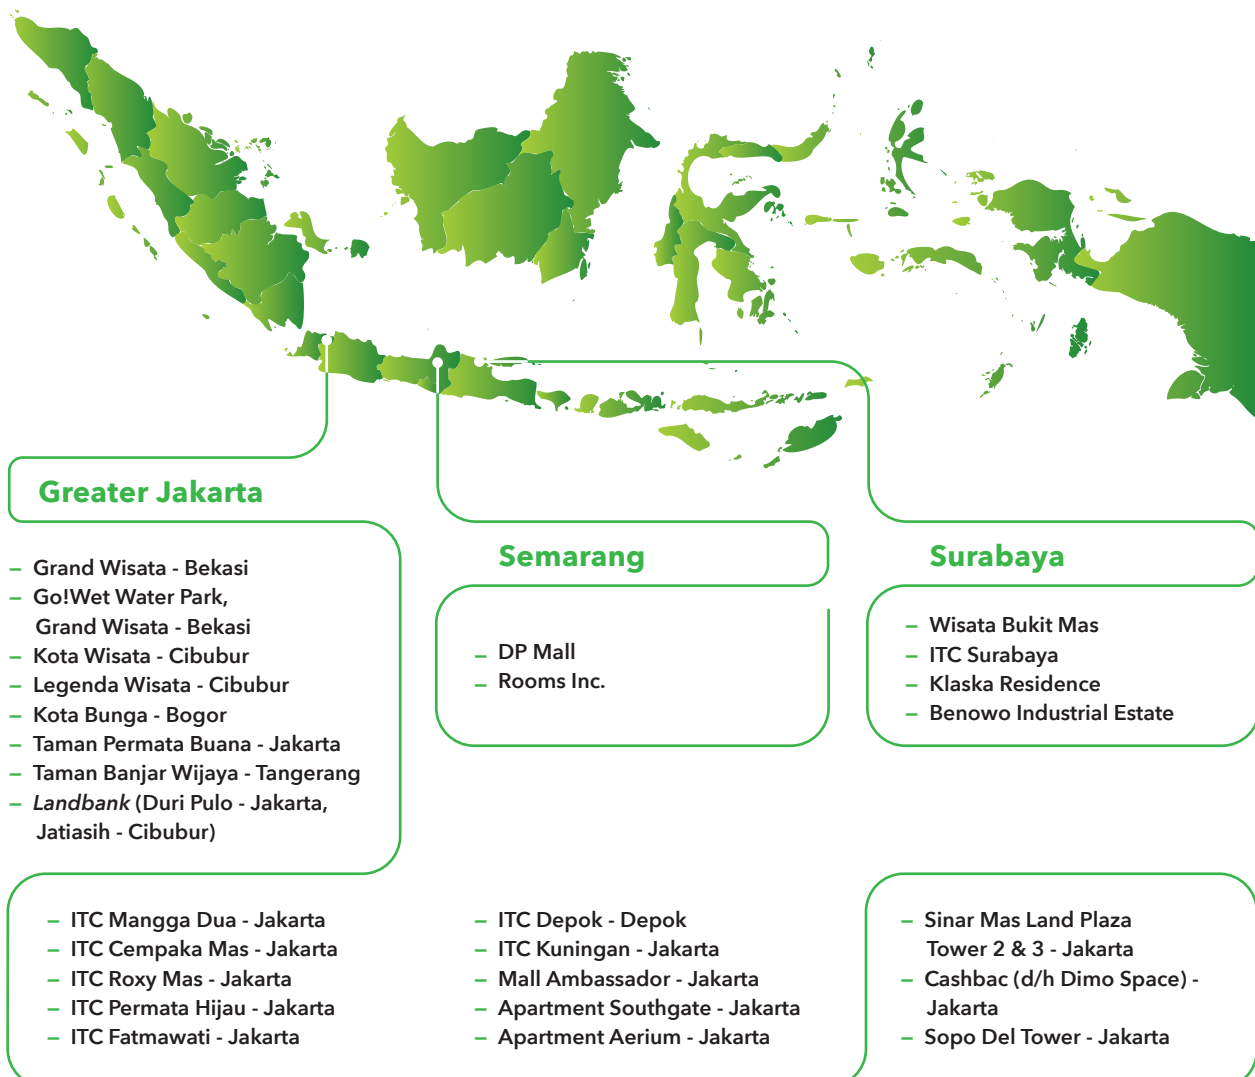 Greater Jakarta
– Grand Wisata - Bekasi
– Go!Wet Water Park,
Grand Wisata - Bekasi
– Kota Wisata - Cibubur
– Legenda Wisata - Cibubur
– Kota Bunga - Bogor
– Taman Permata Buana - Jakarta
– Taman Banjar Wijaya - Tangerang
– Landbank (Duri Pulo - Jakarta,
Jatiasih - Cibubur)
Semarang
– DP Mall
– Rooms Inc.
Surabaya
– Wisata Bukit Mas
– ITC Surabaya
– Klaska Residence
– Benowo Industrial Estate
– ITC Mangga Dua - Jakarta
– ITC Cempaka Mas - Jakarta
– ITC Roxy Mas - Jakarta
– ITC Permata Hijau - Jakarta
– ITC Fatmawati - Jakarta
– ITC Depok - Depok
– ITC Kuningan - Jakarta
– Mall Ambassador - Jakarta
– Apartment Southgate - Jakarta
– Apartment Aerium - Jakarta
– Sinar Mas Land Plaza
Tower 2 & 3 - Jakarta
– Cashbac (d/h Dimo Space) -
Jakarta
– Sopo Del Tower - Jakarta